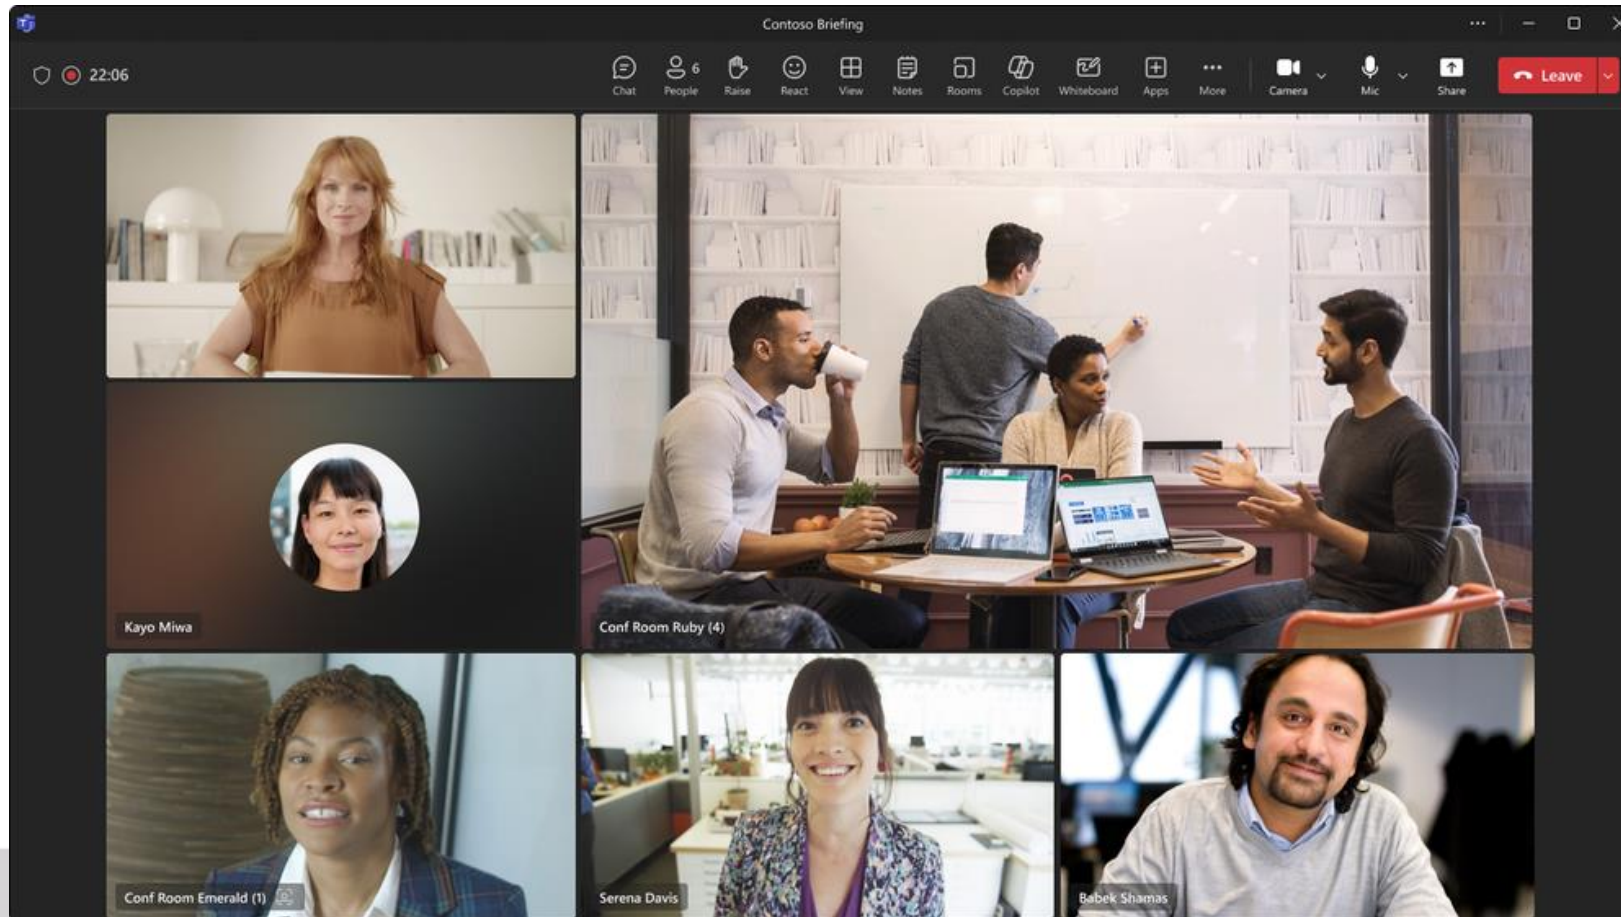 Contoso Briefing
22:06
Chat
People
6
Raise
React
View
Notes
Rooms
Copilot
Whiteboard
Apps
More
Camera
Mic
Share
Leave
Kayo Miwa
Conf Room Ruby (4)
Conf Room Emerald (1)
Serena Davis
Babek Shamas